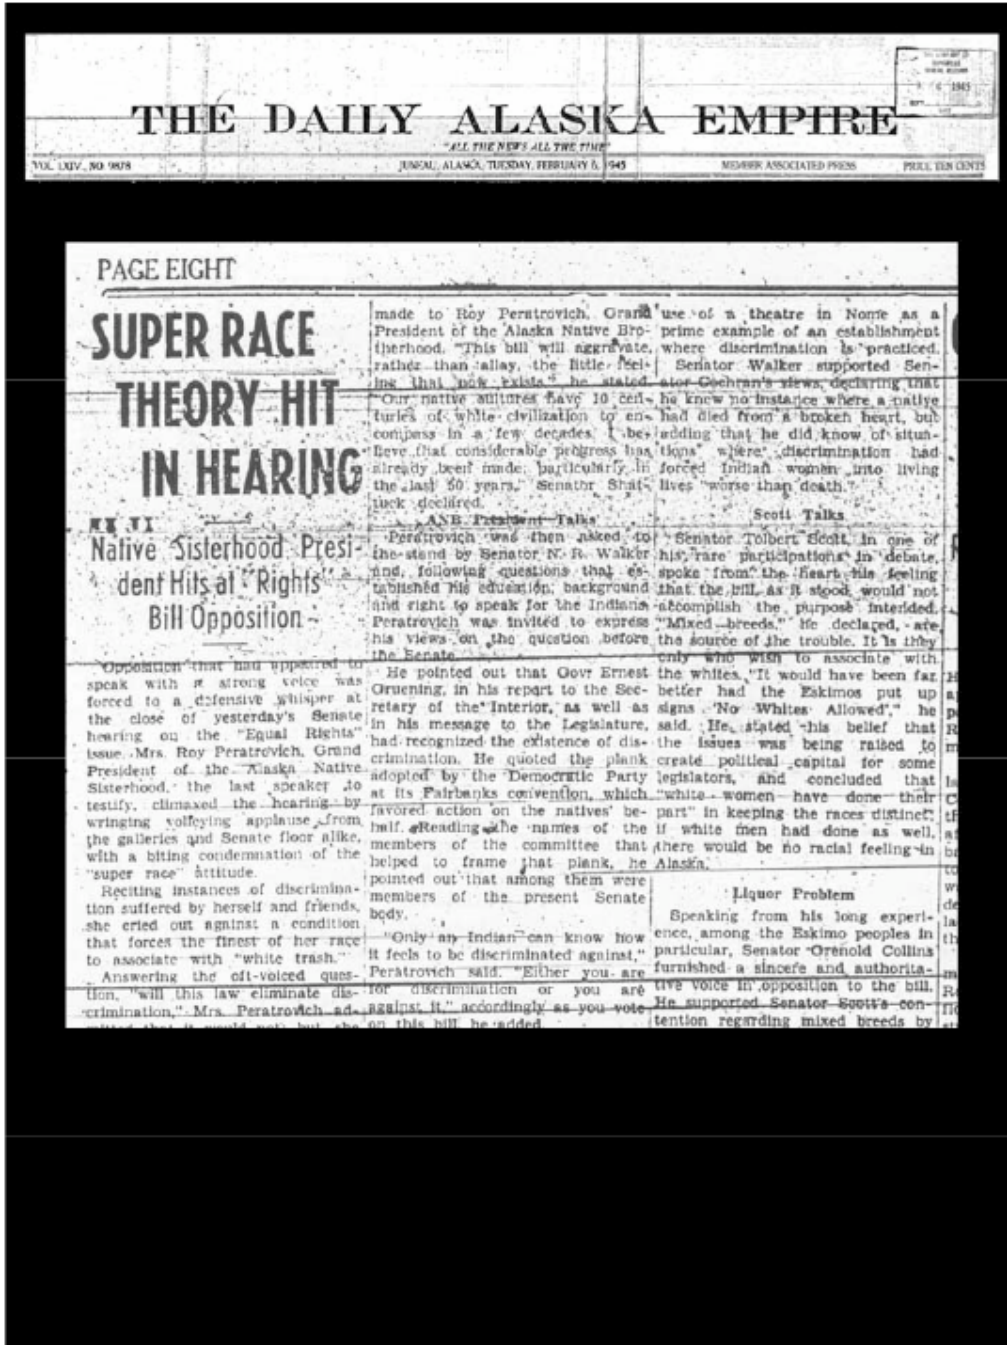 THE DAILY ALASKA EMPIRE
"ALL THE NEWS ALL THE TIME"
VOL. LXIV., NO. 9878
JUNEAU, ALASKA, TUESDAY, FEBRUARY 6, 1945
MEMBER ASSOCIATED PRESS
PRICE TEN CENTS
PAGE EIGHT
SUPER RACE
THEORY HIT
IN HEARING
Native Sisterhood Presi-
dent Hits at "Rights"
Bill Opposition
Opposition that had appeared to
speak with a strong voice was
forced to a defensive whisper at
the close of yesterday's Senate
hearing on the "Equal Rights"
issue. Mrs. Roy Peratrovich, Grand
President of the Alaska Native
Sisterhood, the last speaker to
testify, climaxed the hearing by
wringing volleying applause from
the galleries and Senate floor alike,
with a biting condemnation of the
"super race" attitude.
Reciting instances of discrimina-
tion suffered by herself and friends,
she cried out against a condition
that forces the finest of her race
to associate with "white trash."
Answering the oft-voiced ques-
tion, "will this law eliminate dis-
crimination," Mrs. Peratrovich ad-
mitted that it would not, but she
made to Roy Peratrovich, Grand
President of the Alaska Native Bro-
therhood. "This bill will aggravate,
rather than allay, the little feel-
ing that now exists," he stated.
"Our native cultures have 10 cen-
turies of white civilization to en-
compass in a few decades. I be-
lieve that considerable progress has
already been made, particularly in
the last 50 years," Senator Shat-
tuck declared.
ANB President Talks
Peratrovich was then asked to
the stand by Senator N. R. Walker
and, following questions that es-
tablished his education, background
and right to speak for the Indians,
Peratrovich was invited to express
his views on the question before
the Senate.
He pointed out that Gov. Ernest
Gruening, in his report to the Sec-
retary of the Interior, as well as
in his message to the Legislature,
had recognized the existence of dis-
crimination. He quoted the plank
adopted by the Democratic Party
at its Fairbanks convention, which
favored action on the natives' be-
half. Reading the names of the
members of the committee that
helped to frame that plank, he
pointed out that among them were
members of the present Senate
body.
"Only an Indian can know how
it feels to be discriminated against,"
Peratrovich said. "Either you are
for discrimination or you are
against it," accordingly as you vote
on this bill, he added.
use of a theatre in Nome as a
prime example of an establishment
where discrimination is practiced.
Senator Walker supported Sen-
ator Cochran's views, declaring that
he knew no instance where a native
had died from a broken heart, but
adding that he did know of situa-
tions where discrimination had
forced Indian women into living
lives "worse than death."
Scott Talks
Senator Tolbert Scott, in one of
his rare participations in debate,
spoke from the heart his feeling
that the bill, as it stood, would not
accomplish the purpose intended.
"Mixed breeds," he declared, are
the source of the trouble. It is they
only who wish to associate with
the whites. "It would have been far
better had the Eskimos put up
signs 'No Whites Allowed'," he
said. He stated his belief that
the issues was being raised to
create political capital for some
legislators, and concluded that
"white women have done their
part" in keeping the races distinct;
if white men had done as well,
there would be no racial feeling in
Alaska.
Liquor Problem
Speaking from his long experi-
ence, among the Eskimo peoples in
particular, Senator Grenold Collins
furnished a sincere and authorita-
tive voice in opposition to the bill.
He supported Senator Scott's con-
tention regarding mixed breeds by